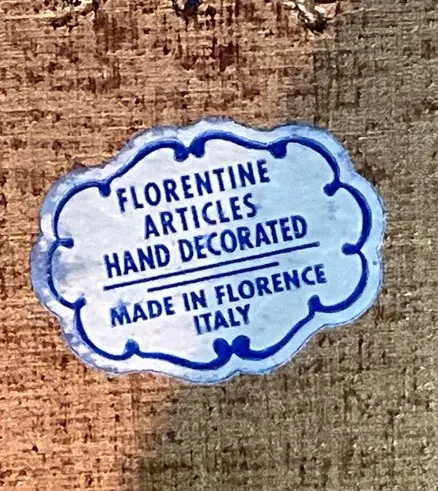 FLORENTINE
ARTICLES
HAND DECORATED
MADE IN FLORENCE
ITALY